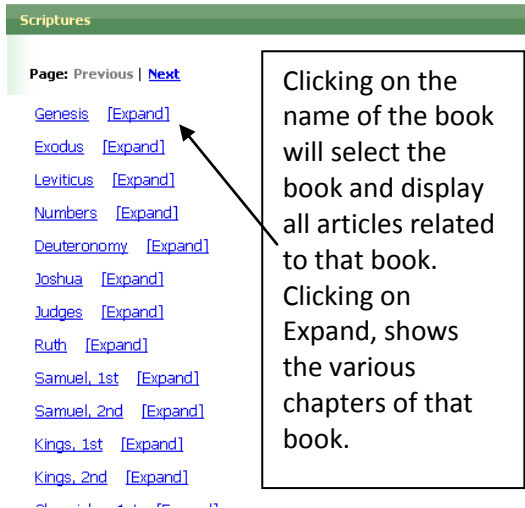 Scriptures
Page: Previous | Next
Genesis [Expand]
Exodus [Expand]
Leviticus [Expand]
Numbers [Expand]
Deuteronomy [Expand]
Joshua [Expand]
Judges [Expand]
Ruth [Expand]
Samuel, 1st [Expand]
Samuel, 2nd [Expand]
Kings, 1st [Expand]
Kings, 2nd [Expand]
Clicking on the
name of the book
will select the
book and display
all articles related
to that book.
Clicking on
Expand, shows
the various
chapters of that
book.